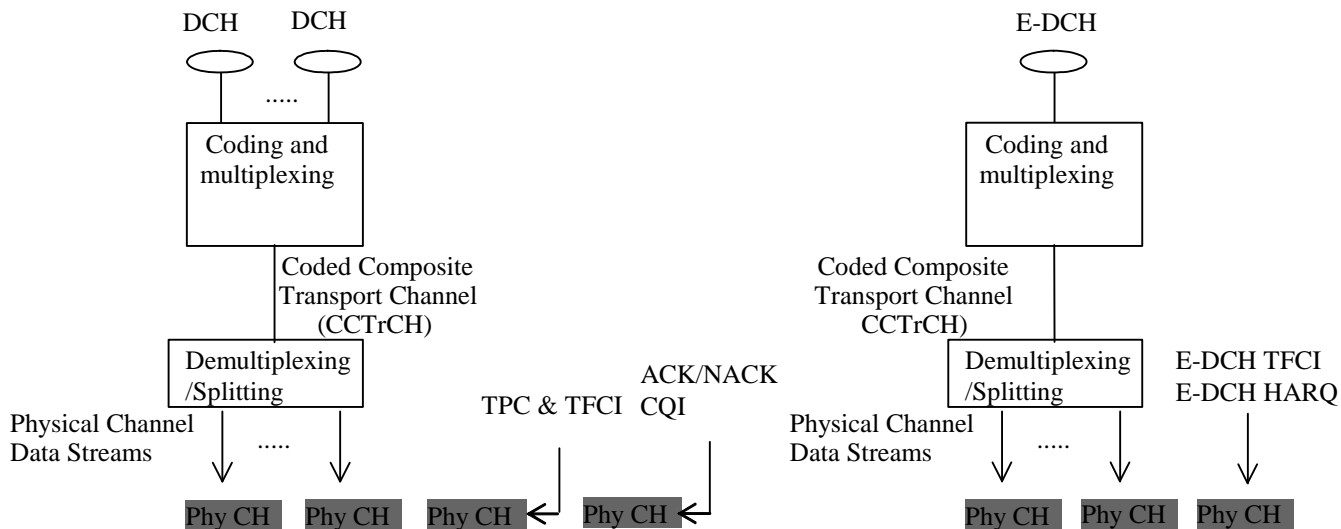 DCH DCH
.....
Coding and
multiplexing
Coded Composite
Transport Channel
(CCTrCH)
Demultiplexing
/Splitting
Physical Channel
Data Streams
.....
TPC & TFCI
ACK/NACK
CQI
Phy CH Phy CH Phy CH Phy CH
E-DCH
Coding and
multiplexing
Coded Composite
Transport Channel
CCTrCH)
Demultiplexing
/Splitting
Physical Channel
Data Streams
.....
E-DCH TFCI
E-DCH HARQ
Phy CH Phy CH Phy CH